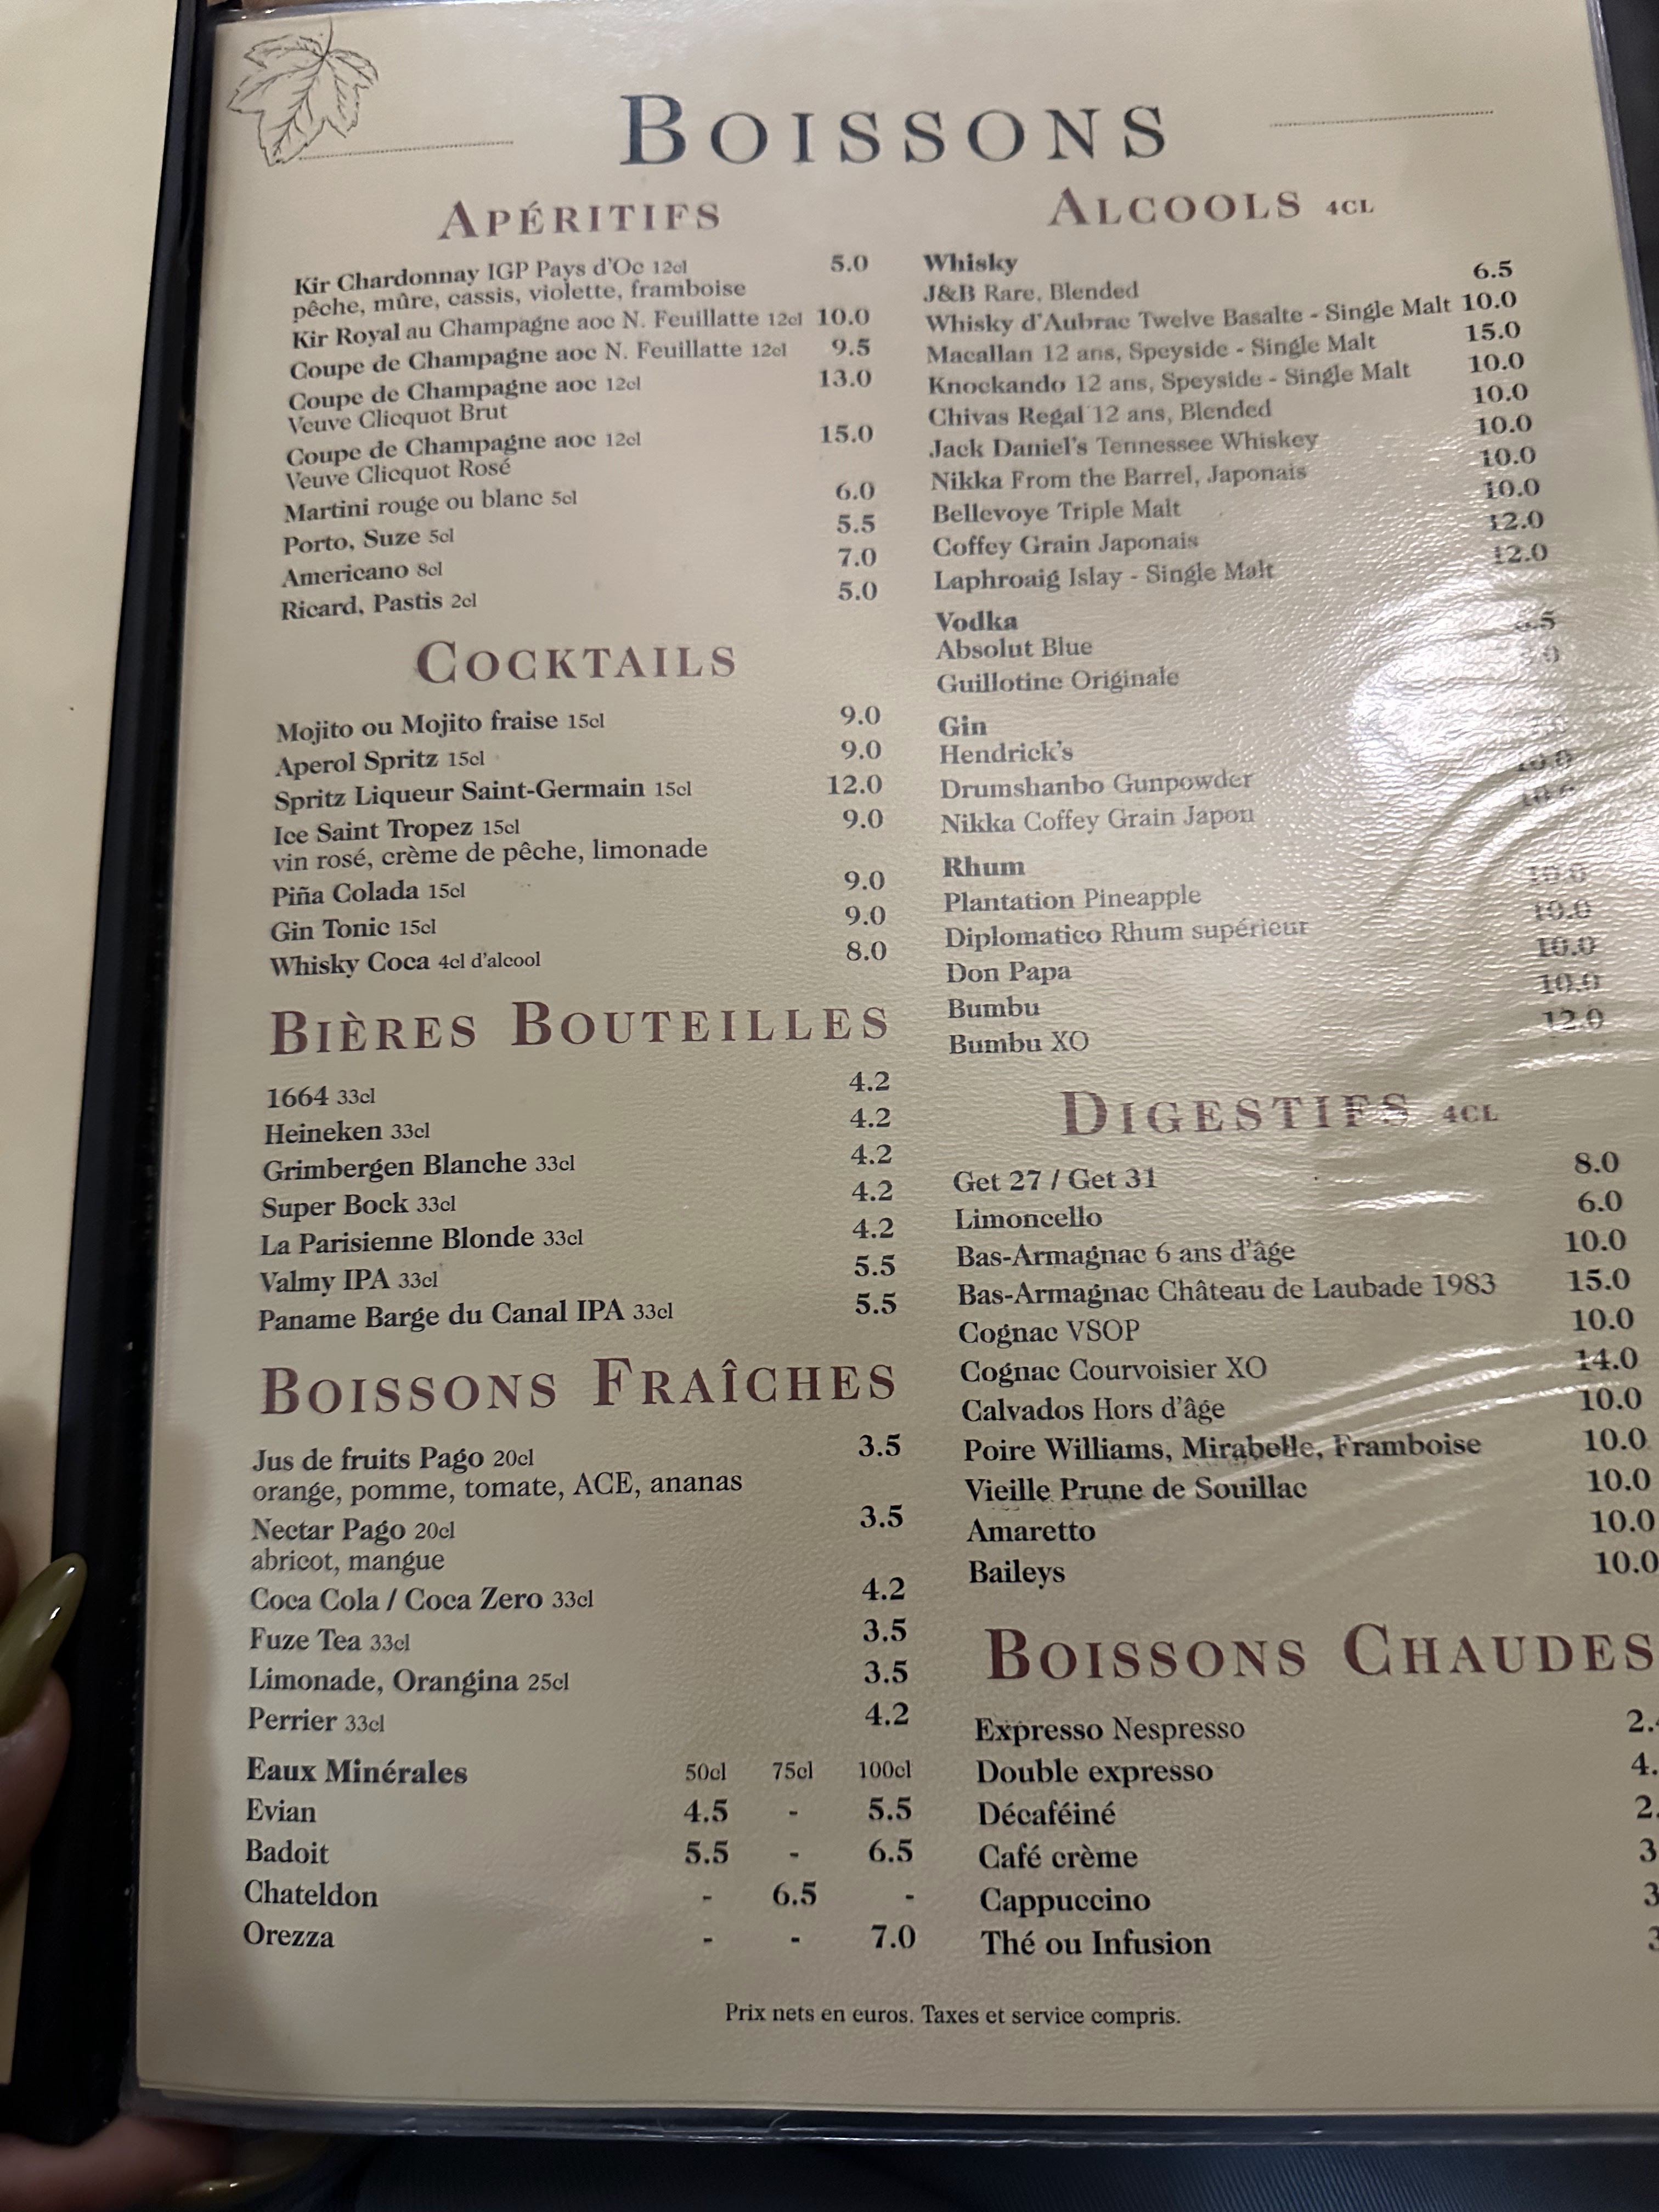 BOISSONS
APÉRITIFS
Kir Chardonnay IGP Pays d'Oc 12cl 5.0
pêche, mûre, cassis, violette, framboise
Kir Royal au Champagne aoc N. Feuillatte 12cl 10.0
Coupe de Champagne aoc N. Feuillatte 12cl 9.5
Coupe de Champagne aoc 12cl 13.0
Veuve Clicquot Brut
Coupe de Champagne aoc 12cl 15.0
Veuve Clicquot Rosé
Martini rouge ou blanc 5cl 6.0
Porto, Suze 5cl 5.5
Americano 8cl 7.0
Ricard, Pastis 2cl 5.0
COCKTAILS
Mojito ou Mojito fraise 15cl 9.0
Aperol Spritz 15cl 9.0
Spritz Liqueur Saint-Germain 15cl 12.0
Ice Saint Tropez 15cl 9.0
vin rosé, crème de pêche, limonade
Piña Colada 15cl 9.0
Gin Tonic 15cl 9.0
Whisky Coca 4cl d'alcool 8.0
BIÈRES BOUTEILLES
1664 33cl 4.2
Heineken 33cl 4.2
Grimbergen Blanche 33cl 4.2
Super Bock 33cl 4.2
La Parisienne Blonde 33cl 4.2
Valmy IPA 33cl 5.5
Paname Barge du Canal IPA 33cl 5.5
BOISSONS FRAÎCHES
Jus de fruits Pago 20cl 3.5
orange, pomme, tomate, ACE, ananas
Nectar Pago 20cl 3.5
abricot, mangue
Coca Cola / Coca Zero 33cl 4.2
Fuze Tea 33cl 3.5
Limonade, Orangina 25cl 3.5
Perrier 33cl 4.2
Eaux Minérales 50cl 75cl 100cl
Evian 4.5 - 5.5
Badoit 5.5 - 6.5
Chateldon - 6.5 -
Orezza - - 7.0
ALCOOLS 4CL
Whisky
J&B Rare, Blended 6.5
Whisky d'Aubrac Twelve Basalte - Single Malt 10.0
Macallan 12 ans, Speyside - Single Malt 15.0
Knockando 12 ans, Speyside - Single Malt 10.0
Chivas Regal 12 ans, Blended 10.0
Jack Daniel's Tennessee Whiskey 10.0
Nikka From the Barrel, Japonais 10.0
Bellevoye Triple Malt 10.0
Coffey Grain Japonais 12.0
Laphroaig Islay - Single Malt 12.0
Vodka
Absolut Blue
Guillotine Originale
Gin
Hendrick's
Drumshanbo Gunpowder 10.0
Nikka Coffey Grain Japon 10.0
Rhum
Plantation Pineapple 10.0
Diplomatico Rhum supérieur 10.0
Don Papa 10.0
Bumbu 10.0
Bumbu XO 12.0
DIGESTIFS 4CL
Get 27 / Get 31 8.0
Limoncello 6.0
Bas-Armagnac 6 ans d'âge 10.0
Bas-Armagnac Château de Laubade 1983 15.0
Cognac VSOP 10.0
Cognac Courvoisier XO 14.0
Calvados Hors d'âge 10.0
Poire Williams, Mirabelle, Framboise 10.0
Vieille Prune de Souillac 10.0
Amaretto 10.0
Baileys 10.0
BOISSONS CHAUDES
Expresso Nespresso 2.
Double expresso 4.
Décaféiné 2.
Café crème 3
Cappuccino 3
Thé ou Infusion 3
Prix nets en euros. Taxes et service compris.